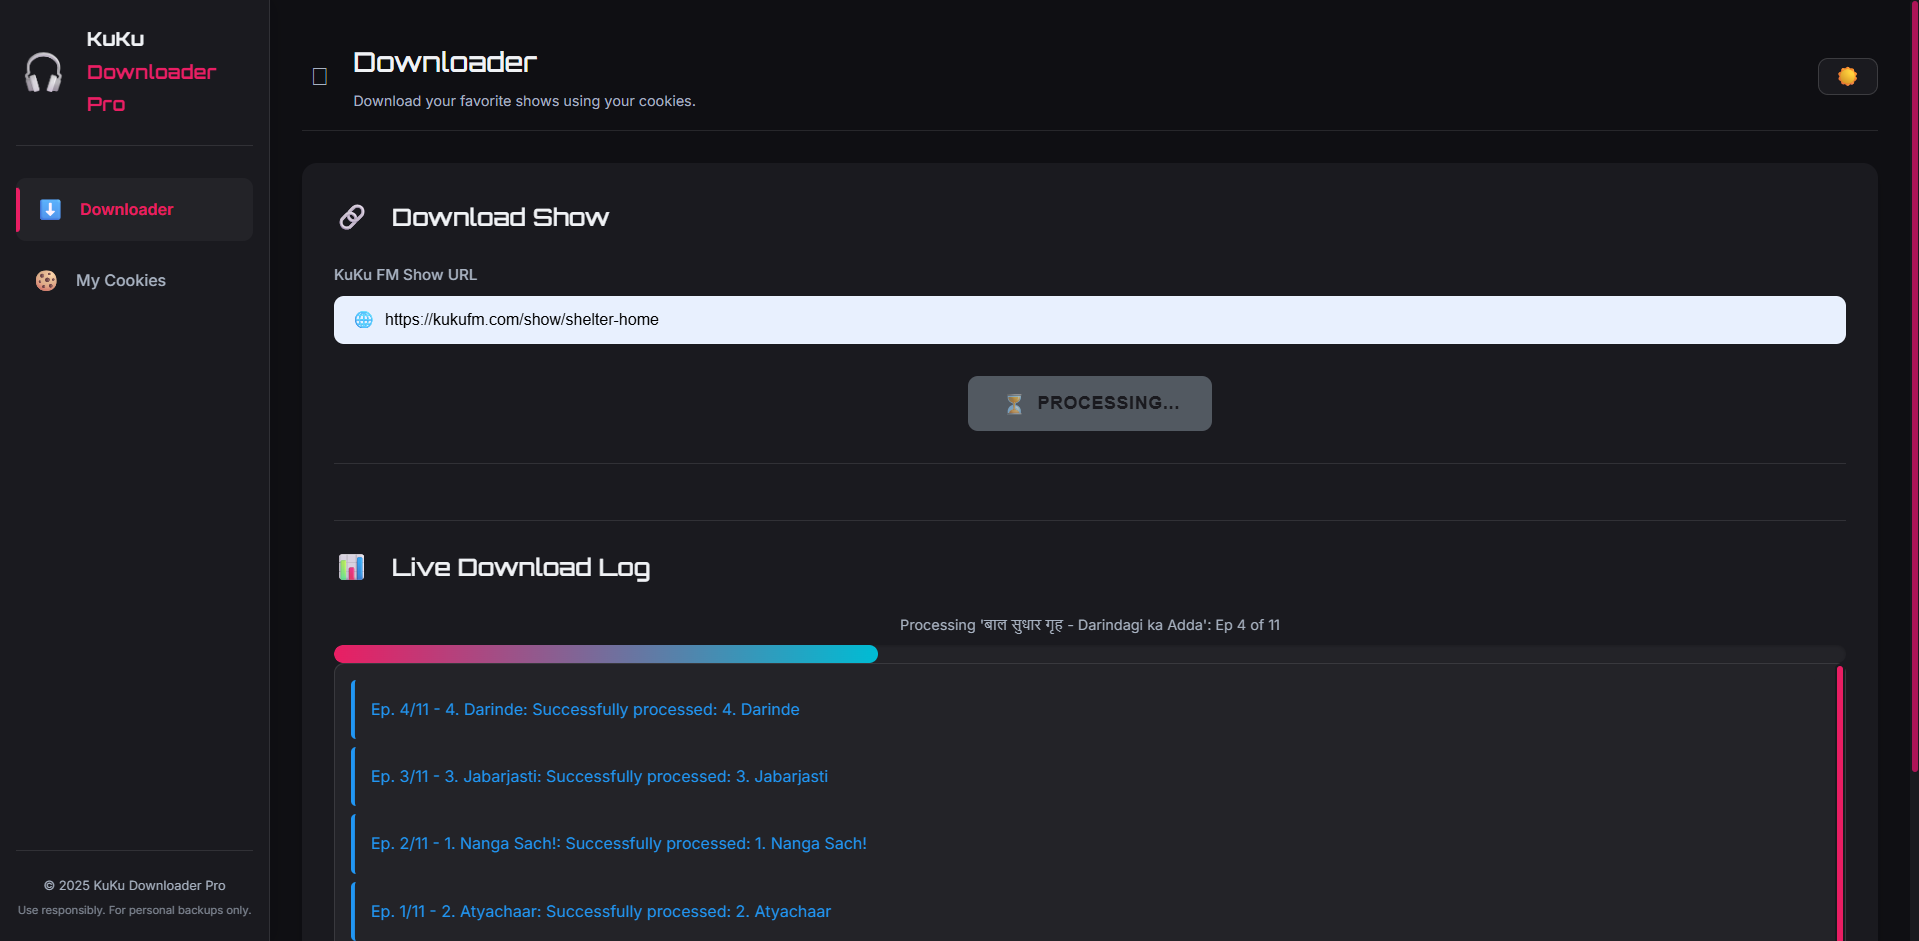 KuKu
Downloader
Pro
Downloader
My Cookies
© 2025 KuKu Downloader Pro
Use responsibly. For personal backups only.
Downloader
Download your favorite shows using your cookies.
Download Show
KuKu FM Show URL
https://kukufm.com/show/shelter-home
PROCESSING...
Live Download Log
Processing 'बाल सुधार गृह - Darindagi ka Adda': Ep 4 of 11
Ep. 4/11 - 4. Darinde: Successfully processed: 4. Darinde
Ep. 3/11 - 3. Jabarjasti: Successfully processed: 3. Jabarjasti
Ep. 2/11 - 1. Nanga Sach!: Successfully processed: 1. Nanga Sach!
Ep. 1/11 - 2. Atyachaar: Successfully processed: 2. Atyachaar